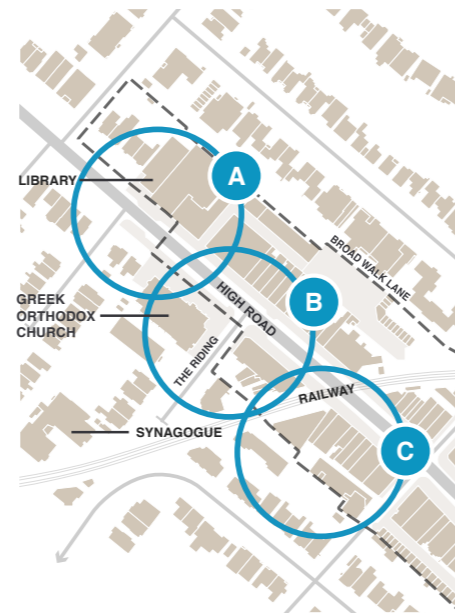 A
LIBRARY
BROAD WALK LANE
B
HIGH ROAD
GREEK
ORTHODOX
CHURCH
THE RIDING
RAILWAY
SYNAGOGUE
C